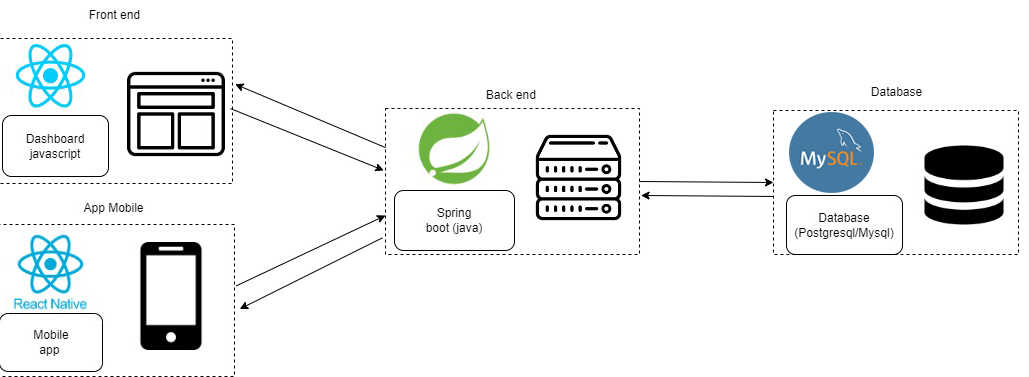 Front end
Dashboard
javascript
App Mobile
React Native
Mobile
app
Back end
Spring
boot (java)
Database
MySQL
Database
(Postgresql/Mysql)